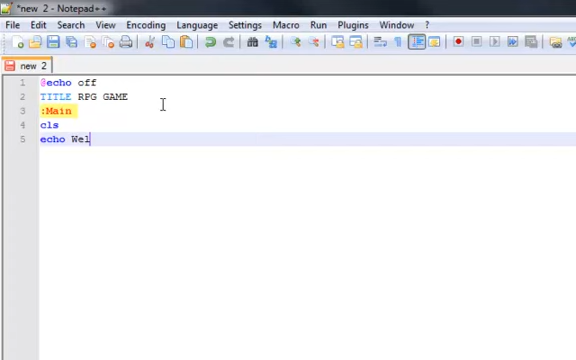 *new 2 - Notepad++
File Edit Search View Encoding Language Settings Macro Run Plugins Window ?
new 2
1 @echo off
2 TITLE RPG GAME
3 :Main
4 cls
5 echo Wel